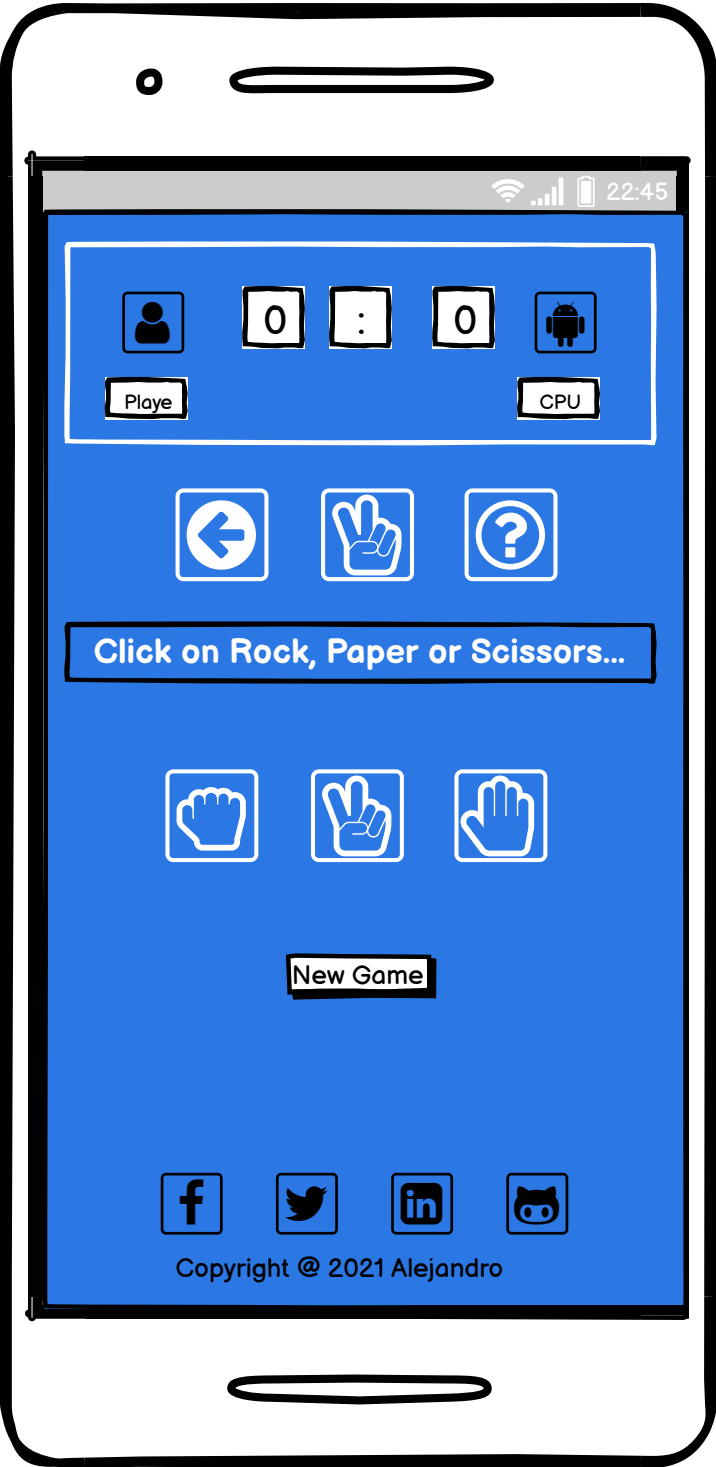 22:45
0 : 0
Playe CPU
Click on Rock, Paper or Scissors...
New Game
Copyright @ 2021 Alejandro